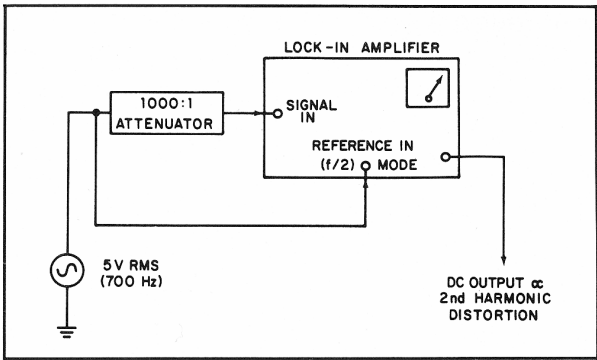 LOCK-IN AMPLIFIER
1000:1
ATTENUATOR
SIGNAL
IN
REFERENCE IN
(f/2) MODE
5V RMS
(700 Hz)
DC OUTPUT ∝
2nd HARMONIC
DISTORTION